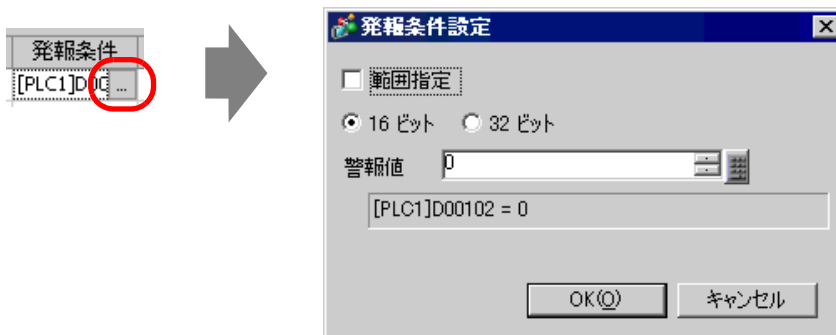 発報条件
[PLC1]D00
...
発報条件設定
範囲指定
16 ビット 32 ビット
警報値 0
[PLC1]D00102 = 0
OK(O) キャンセル